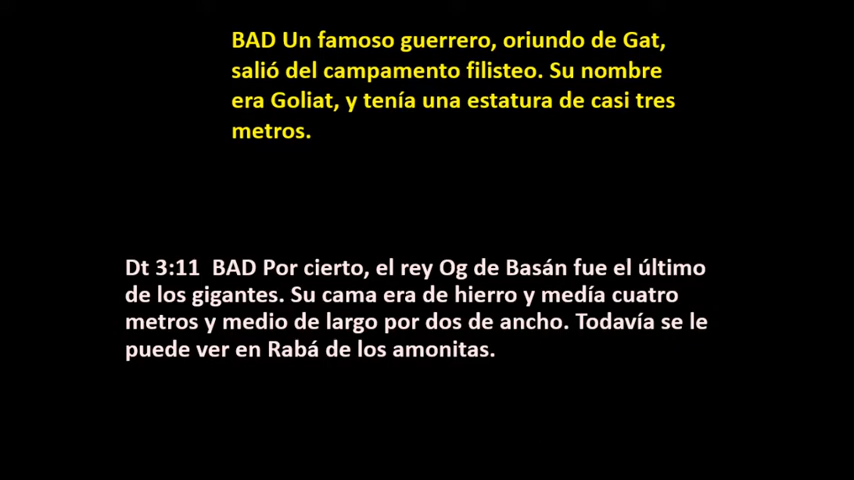 BAD Un famoso guerrero, oriundo de Gat,
salió del campamento filisteo. Su nombre
era Goliat, y tenía una estatura de casi tres
metros.
Dt 3:11 BAD Por cierto, el rey Og de Basán fue el último
de los gigantes. Su cama era de hierro y medía cuatro
metros y medio de largo por dos de ancho. Todavía se le
puede ver en Rabá de los amonitas.